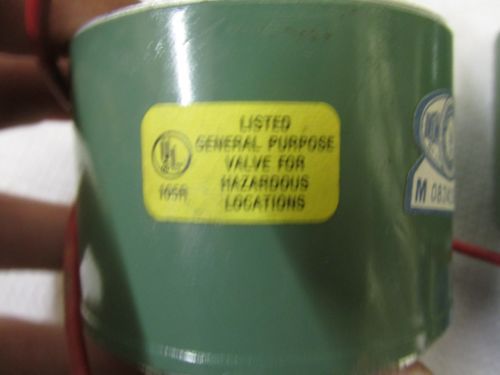 LISTED
GENERAL PURPOSE
VALVE FOR
HAZARDOUS
LOCATIONS
UL
105R